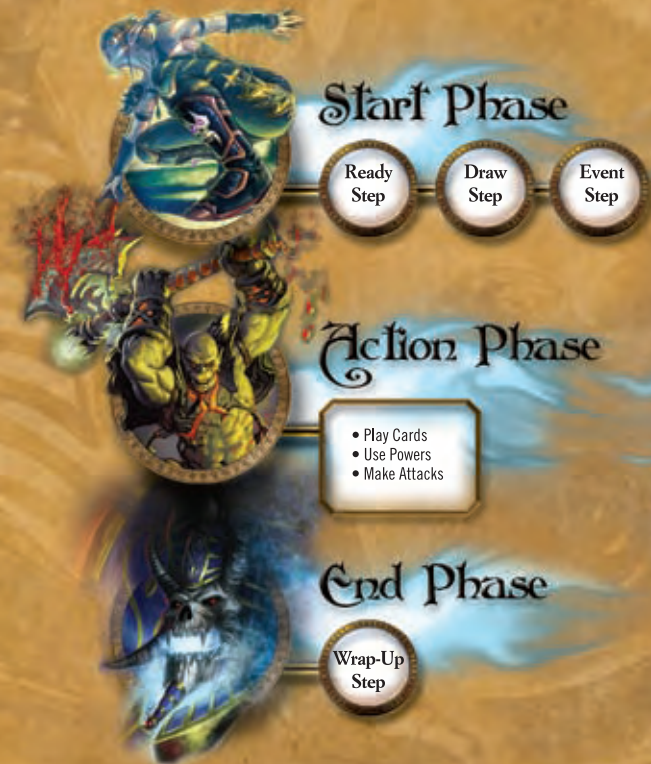 Start Phase
Ready
Step
Draw
Step
Event
Step
Action Phase
• Play Cards
• Use Powers
• Make Attacks
End Phase
Wrap-Up
Step